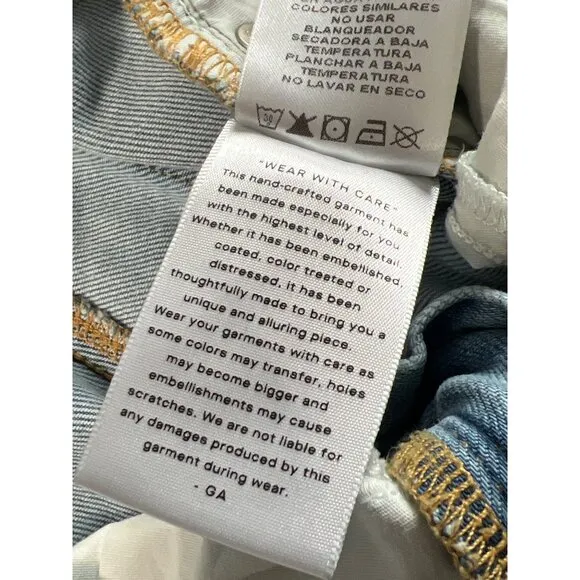 COLORES SIMILARES
NO USAR
BLANQUEADOR
SECADORA A BAJA
TEMPERATURA
PLANCHAR A BAJA
TEMPERATURA
NO LAVAR EN SECO
30
"WEAR WITH CARE"
This hand-crafted garment has
been made especially for you
with the highest level of detail.
Whether it has been embellished,
coated, color treated or
distressed, it has been
thoughtfully made to bring you a
unique and alluring piece.
Wear your garments with care as
some colors may transfer, holes
may become bigger and
embellishments may cause
scratches. We are not liable for
any damages produced by this
garment during wear.
- GA